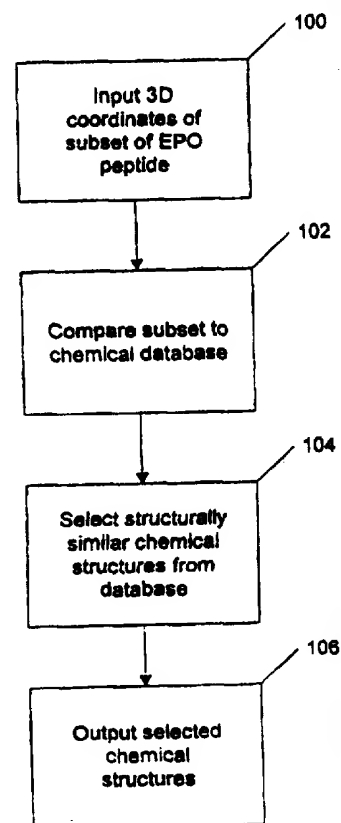 100
Input 3D
coordinates of
subset of EPO
peptide
102
Compare subset to
chemical database
104
Select structurally
similar chemical
structures from
database
106
Output selected
chemical
structures